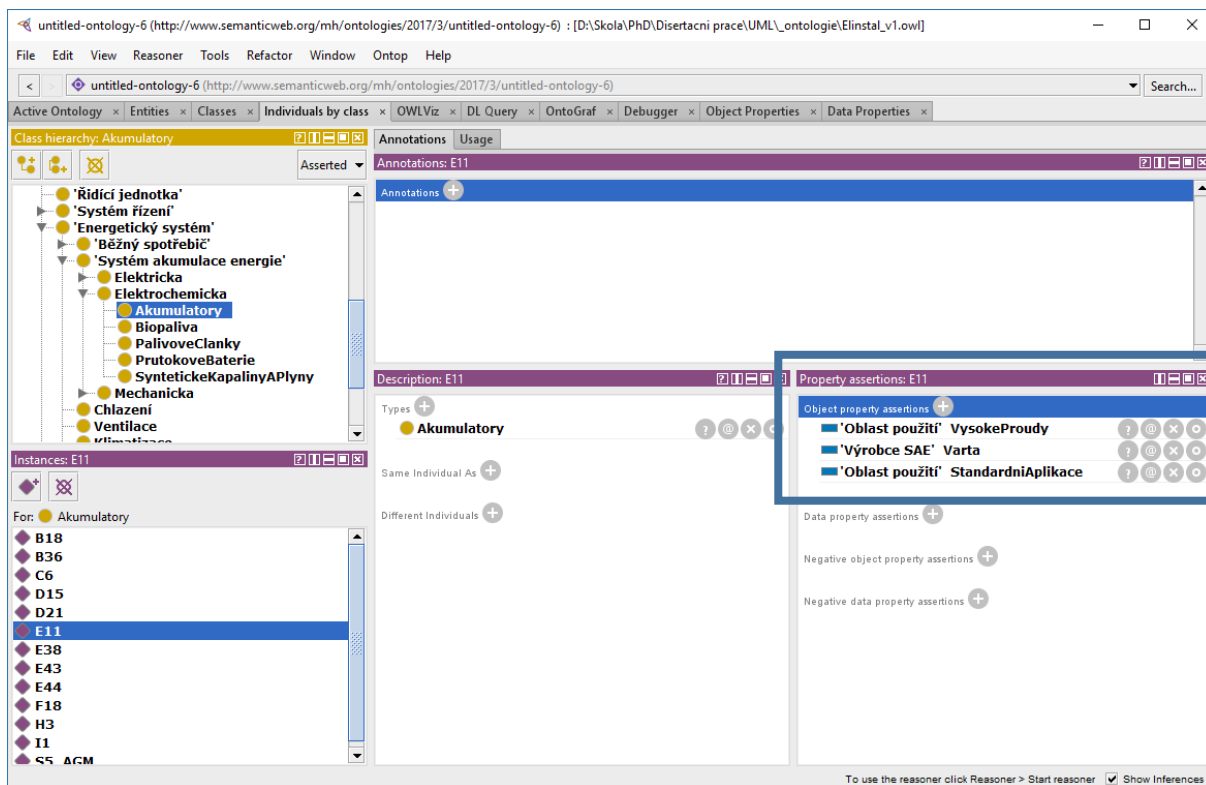 untitled-ontology-6 (http://www.semanticweb.org/mh/ontologies/2017/3/untitled-ontology-6) : [D:\Skola\PhD\Disertacni prace\UML\_ontologie\Elinstal_v1.owl]
File Edit View Reasoner Tools Refactor Window Ontop Help
< > untitled-ontology-6 (http://www.semanticweb.org/mh/ontologies/2017/3/untitled-ontology-6) Search...
Active Ontology × Entities × Classes × Individuals by class × OWLViz × DL Query × OntoGraf × Debugger × Object Properties × Data Properties ×
Class hierarchy: Akumulatory
Asserted
'Řidící jednotka'
'Systém řízení'
'Energetický systém'
'Běžný spotřebič'
'Systém akumulace energie'
Elektricka
Elektrochemicka
Akumulatory
Biopaliva
PalivoveClanky
PrutokoveBaterie
SyntetickeKapalinyAPlyny
Mechanicka
Chlazení
Ventilace
Klimatizace
Instances: E11
For: Akumulatory
B18
B36
C6
D15
D21
E11
E38
E43
E44
F18
H3
I1
S5_AGM
Annotations Usage
Annotations: E11
Annotations
Description: E11
Types
Akumulatory
Same Individual As
Different Individuals
Property assertions: E11
Object property assertions
'Oblast použití' VysokeProudy
'Výrobce SAE' Varta
'Oblast použití' StandardniAplikace
Data property assertions
Negative object property assertions
Negative data property assertions
To use the reasoner click Reasoner > Start reasoner Show Inferences